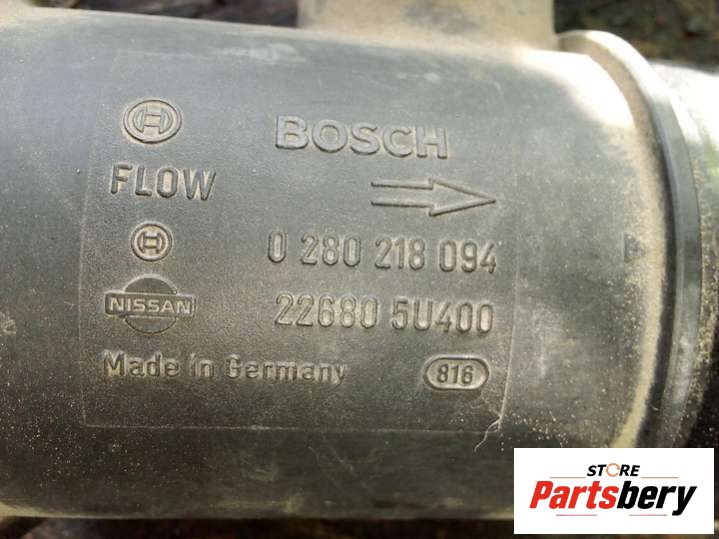 BOSCH
FLOW
0 280 218 094
NISSAN
22680 5U400
Made in Germany
816
STORE
Partsbery